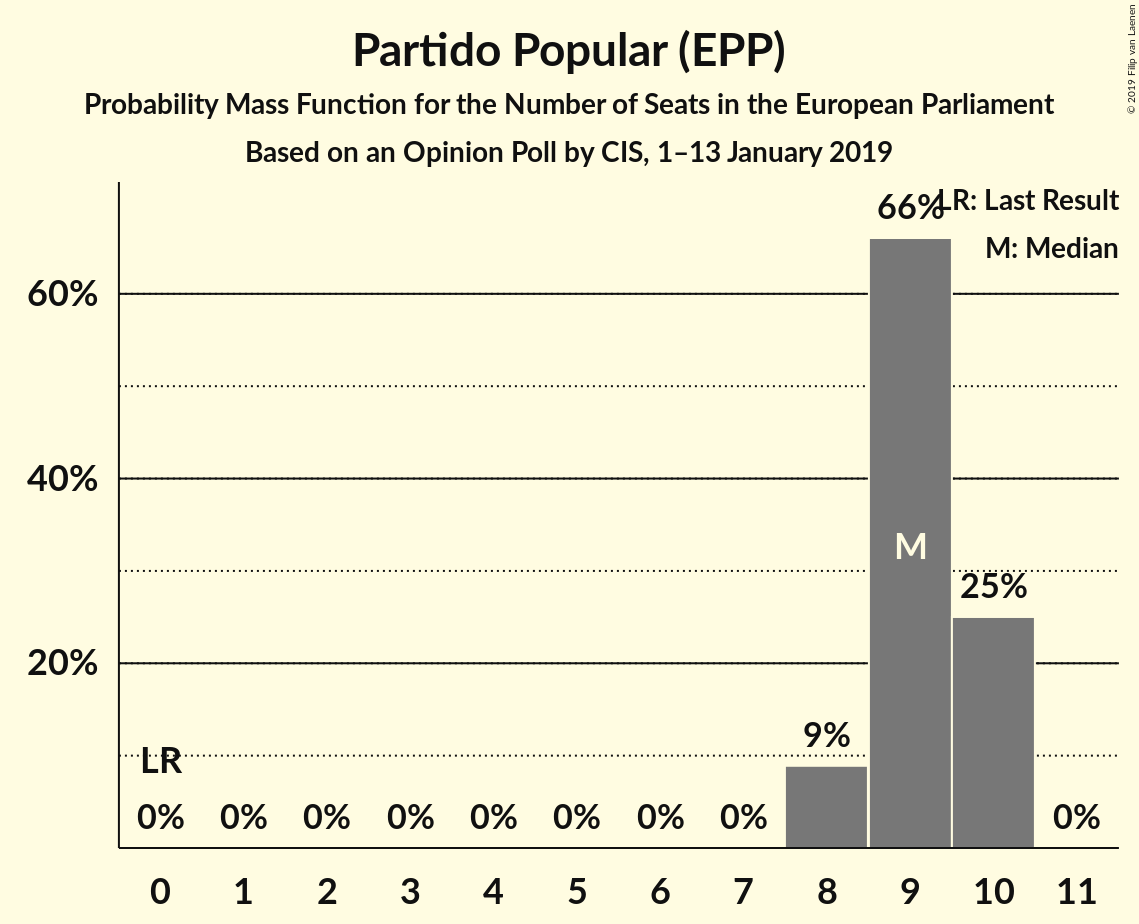 Partido Popular (EPP)
Probability Mass Function for the Number of Seats in the European Parliament
Based on an Opinion Poll by CIS, 1–13 January 2019
© 2019 Filip van Laenen
LR: Last Result
M: Median
66%
60%
40%
M
25%
20%
9%
LR
0% 0% 0% 0% 0% 0% 0% 0% 0%
0 1 2 3 4 5 6 7 8 9 10 11